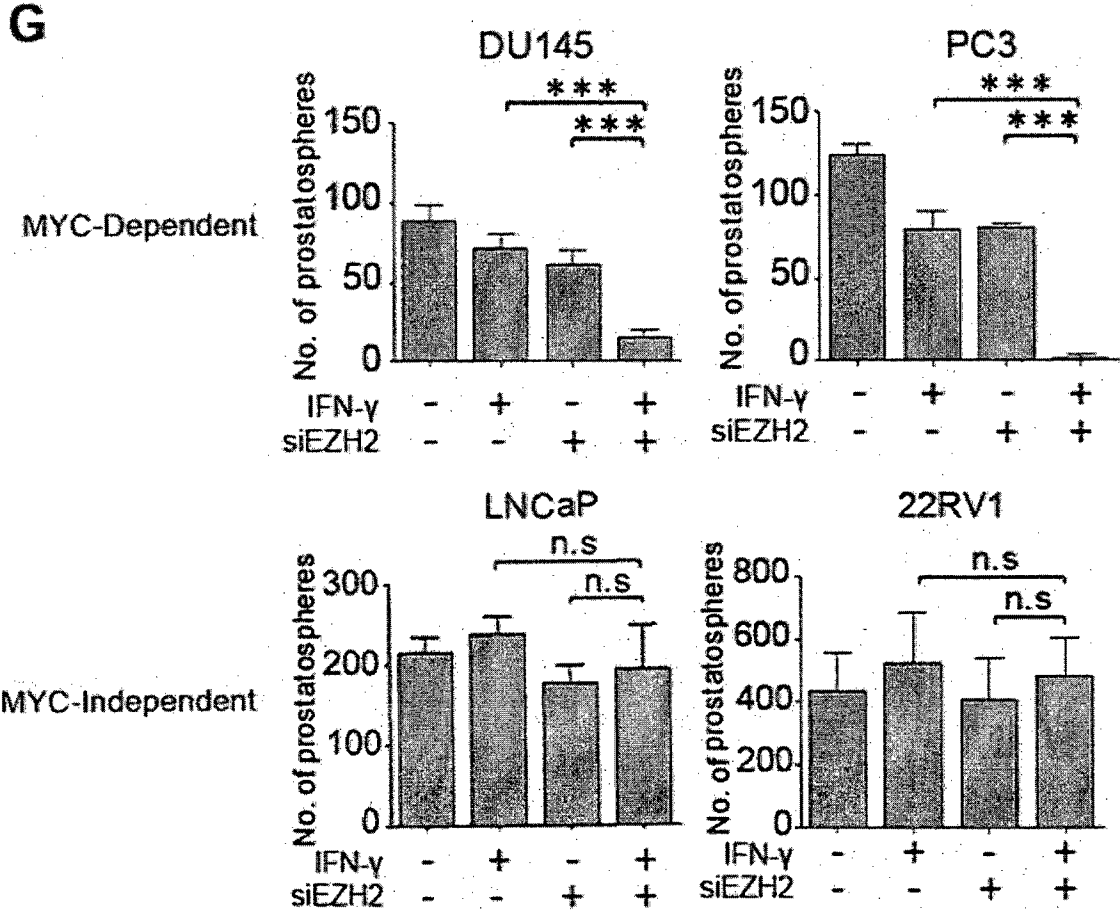 G
DU145
PC3
MYC-Dependent
No. of prostatospheres
150
100
50
0
***
***
IFN-γ - + - +
siEZH2 - - + +
No. of prostatospheres
150
100
50
0
***
***
IFN-γ - + - +
siEZH2 - - + +
LNCaP
22RV1
MYC-Independent
No. of prostatospheres
300
200
100
0
n.s
n.s
IFN-γ - + - +
siEZH2 - - + +
No. of prostatospheres
800
600
400
200
0
n.s
n.s
IFN-γ - + - +
siEZH2 - - + +